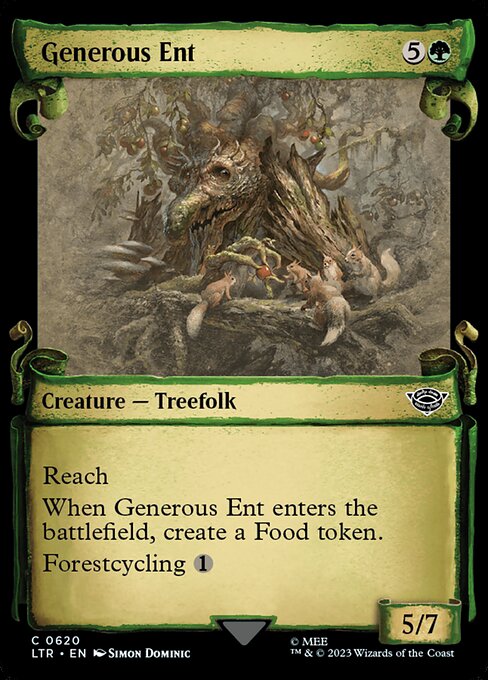 Generous Ent 5
Creature — Treefolk
Reach
When Generous Ent enters the
battlefield, create a Food token.
Forestcycling 1
5/7
C 0620
LTR • EN Simon Dominic
© MEE
™ & © 2023 Wizards of the Coast